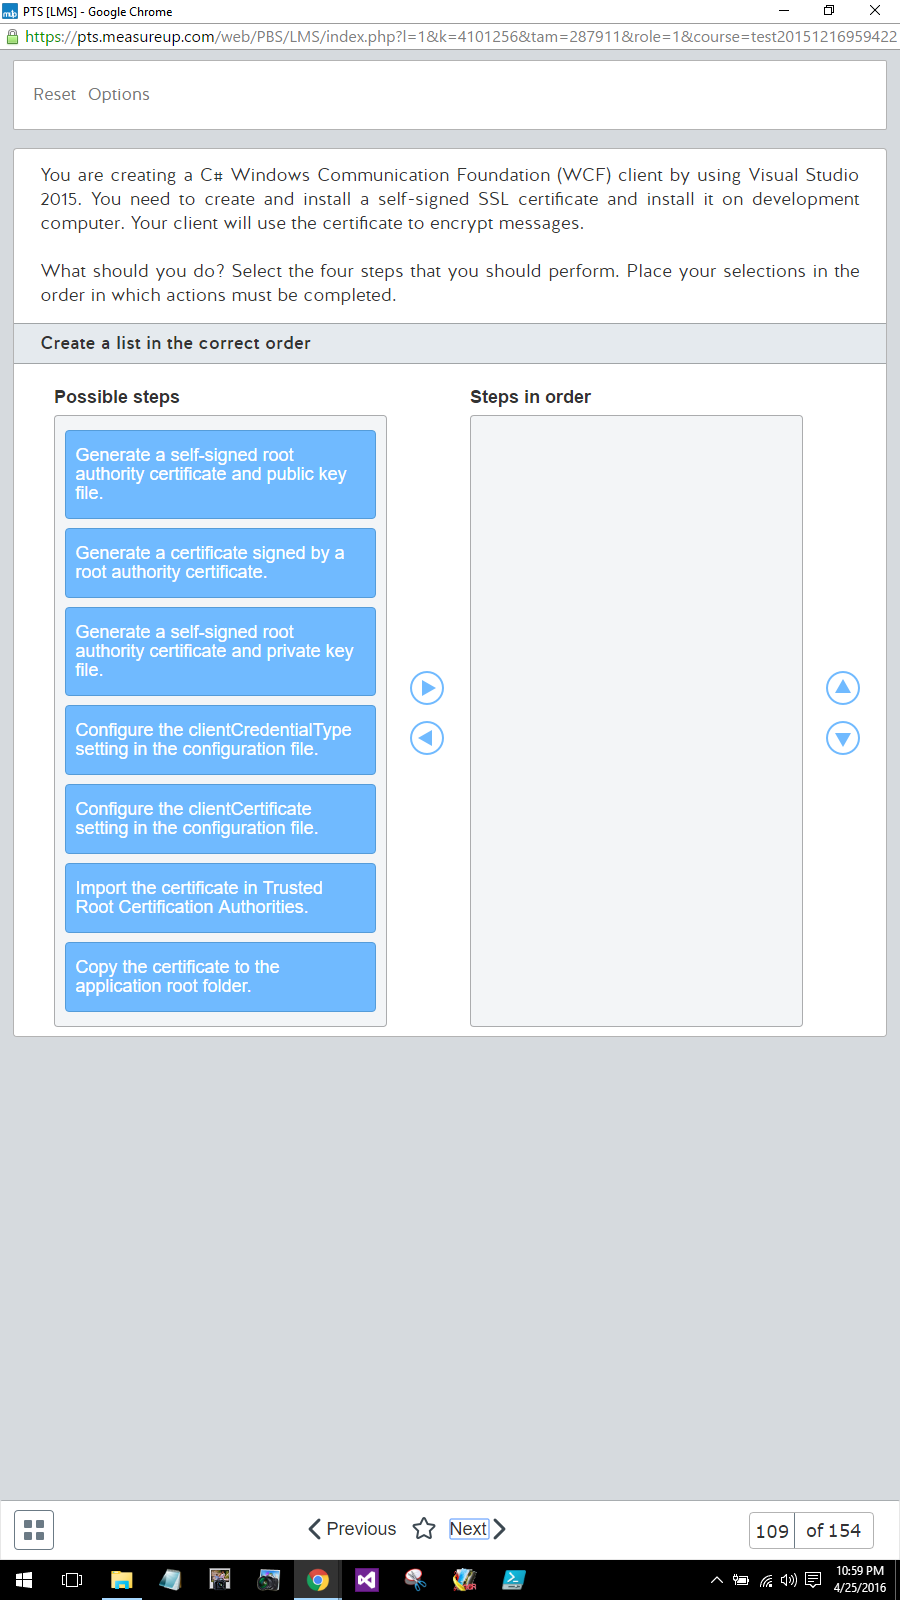 PTS [LMS] - Google Chrome
https://pts.measureup.com/web/PBS/LMS/index.php?l=1&k=4101256&tam=287911&role=1&course=test20151216959422
Reset Options
You are creating a C# Windows Communication Foundation (WCF) client by using Visual Studio
2015. You need to create and install a self-signed SSL certificate and install it on development
computer. Your client will use the certificate to encrypt messages.
What should you do? Select the four steps that you should perform. Place your selections in the
order in which actions must be completed.
Create a list in the correct order
Possible steps
Generate a self-signed root
authority certificate and public key
file.
Generate a certificate signed by a
root authority certificate.
Generate a self-signed root
authority certificate and private key
file.
Configure the clientCredentialType
setting in the configuration file.
Configure the clientCertificate
setting in the configuration file.
Import the certificate in Trusted
Root Certification Authorities.
Copy the certificate to the
application root folder.
Steps in order
Previous
Next
109 of 154
10:59 PM
4/25/2016